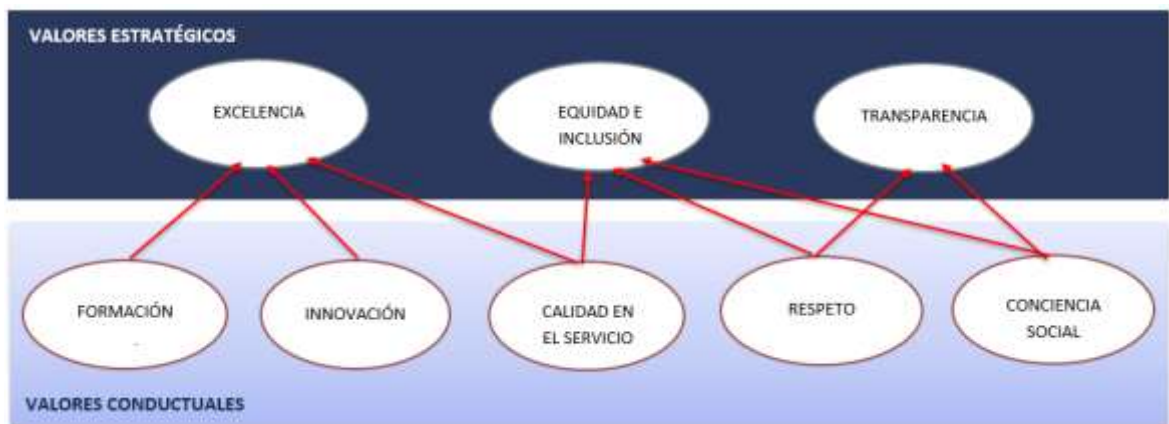 VALORES ESTRATÉGICOS
EXCELENCIA
EQUIDAD E
INCLUSIÓN
TRANSPARENCIA
FORMACIÓN
INNOVACIÓN
CALIDAD EN
EL SERVICIO
RESPETO
CONCIENCIA
SOCIAL
VALORES CONDUCTUALES